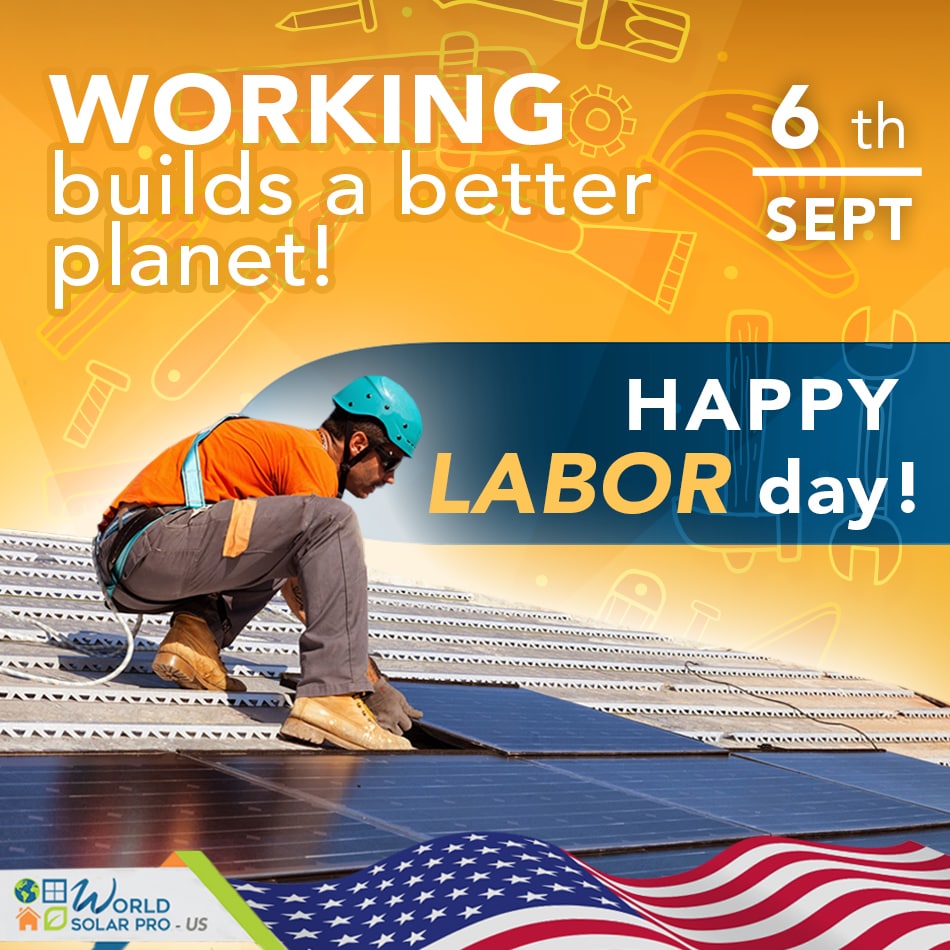 WORKING
builds a better
planet!
6 th
SEPT
HAPPY
LABOR day!
WORLD
SOLAR PRO - US